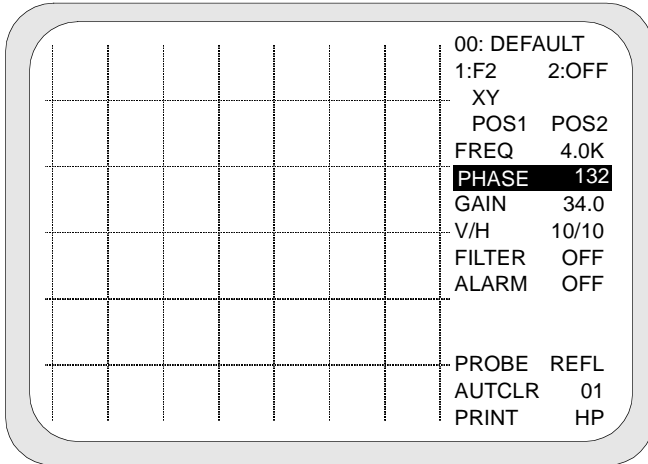 00: DEFAULT
1:F2 2:OFF
XY
POS1 POS2
FREQ 4.0K
PHASE 132
GAIN 34.0
V/H 10/10
FILTER OFF
ALARM OFF
PROBE REFL
AUTCLR 01
PRINT HP